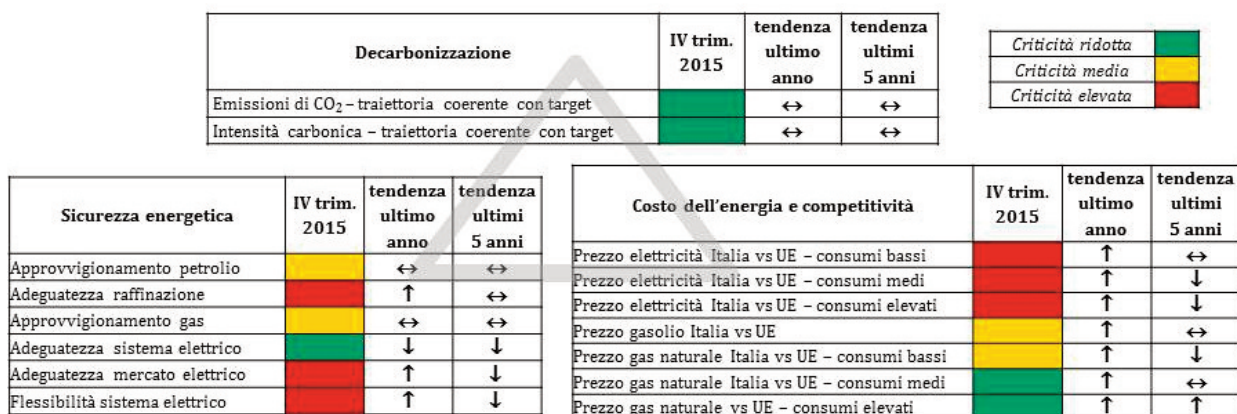 Decarbonizzazione IV trim. 2015 tendenza ultimo anno tendenza ultimi 5 anni
Emissioni di CO₂ – traiettoria coerente con target ↔ ↔
Intensità carbonica – traiettoria coerente con target ↔ ↔
Criticità ridotta
Criticità media
Criticità elevata
Sicurezza energetica IV trim. 2015 tendenza ultimo anno tendenza ultimi 5 anni
Approvvigionamento petrolio ↔ ↔
Adeguatezza raffinazione ↑ ↔
Approvvigionamento gas ↔ ↔
Adeguatezza sistema elettrico ↓ ↓
Adeguatezza mercato elettrico ↑ ↓
Flessibilità sistema elettrico ↑ ↓
Costo dell'energia e competitività IV trim. 2015 tendenza ultimo anno tendenza ultimi 5 anni
Prezzo elettricità Italia vs UE – consumi bassi ↑ ↔
Prezzo elettricità Italia vs UE – consumi medi ↑ ↓
Prezzo elettricità Italia vs UE – consumi elevati ↑ ↓
Prezzo gasolio Italia vs UE ↑ ↔
Prezzo gas naturale Italia vs UE – consumi bassi ↑ ↓
Prezzo gas naturale Italia vs UE – consumi medi ↑ ↔
Prezzo gas naturale vs UE – consumi elevati ↑ ↑